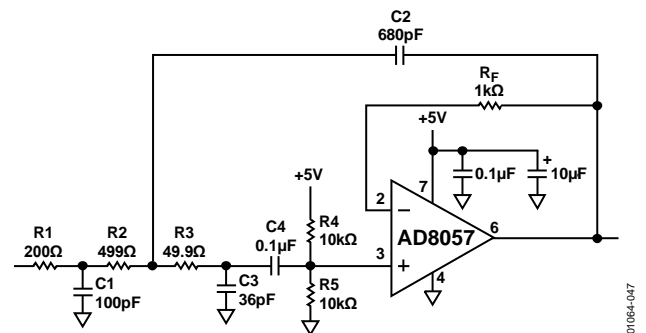 C2
680pF
RF
1kΩ
+5V
+
0.1µF
10µF
+5V
7
2
–
R1
200Ω
R2
499Ω
R3
49.9Ω
C4
0.1µF
R4
10kΩ
AD8057
6
3
+
4
C1
100pF
C3
36pF
R5
10kΩ
01064-047